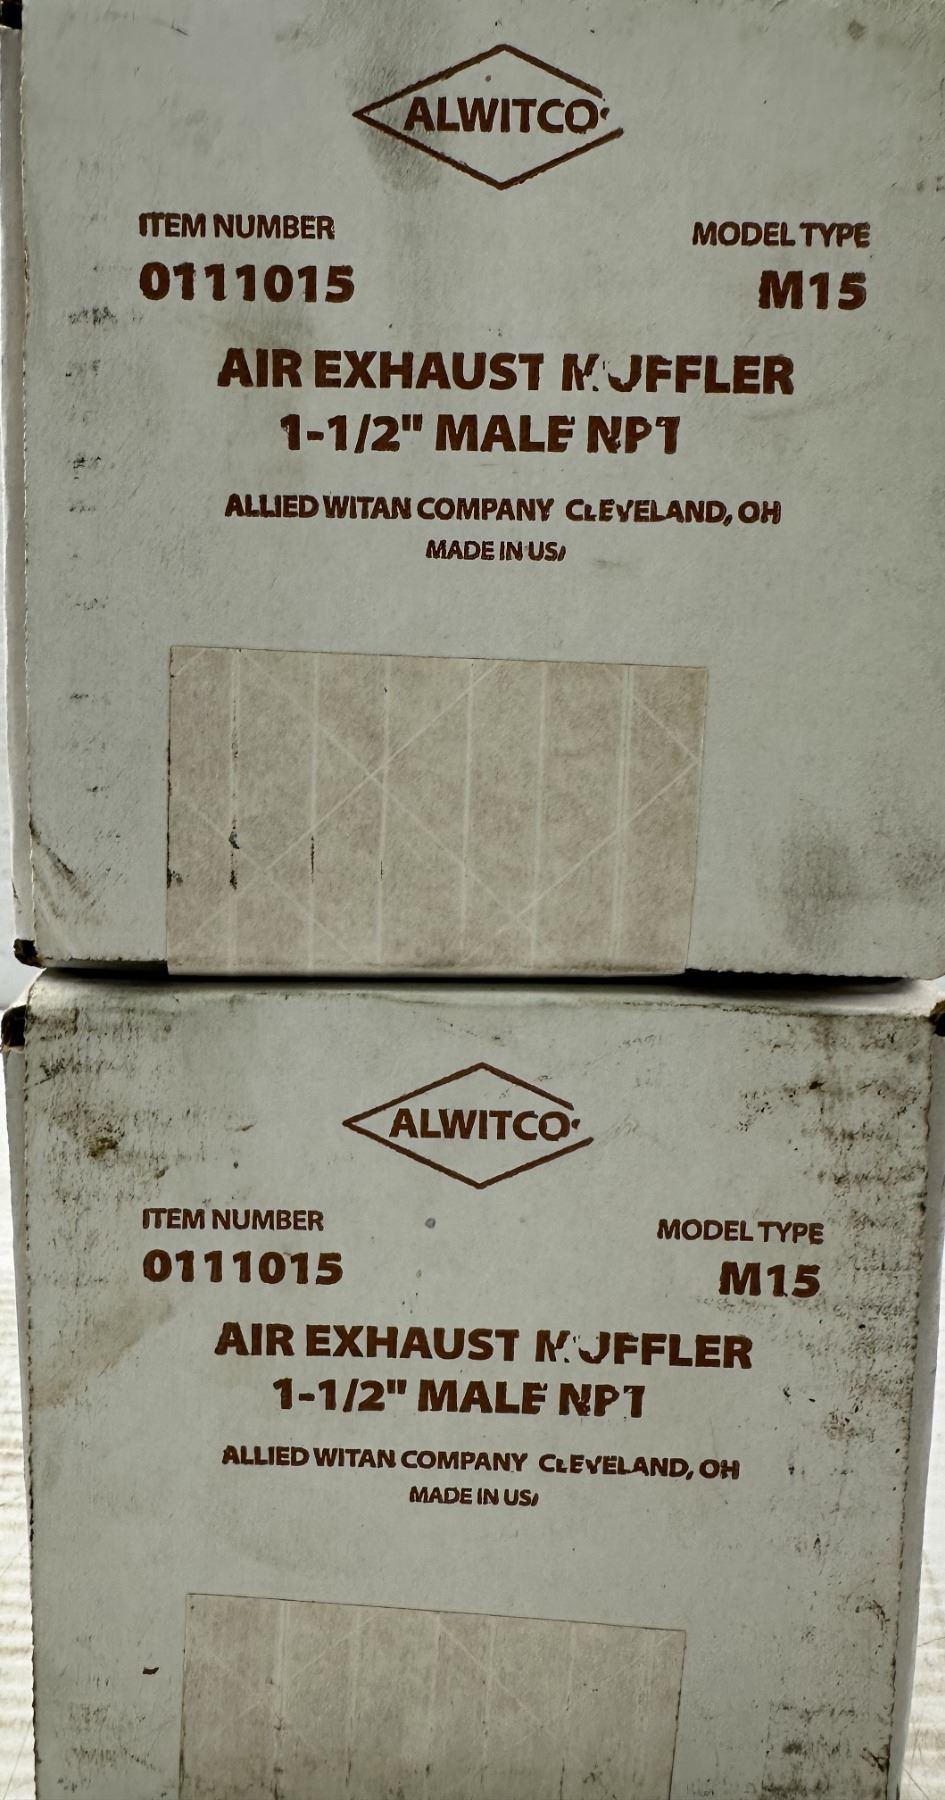 ALWITCO
ITEM NUMBER MODEL TYPE
0111015 M15
AIR EXHAUST MUFFLER
1-1/2" MALE NPT
ALLIED WITAN COMPANY CLEVELAND, OH
MADE IN USA
ALWITCO
ITEM NUMBER MODEL TYPE
0111015 M15
AIR EXHAUST MUFFLER
1-1/2" MALE NPT
ALLIED WITAN COMPANY CLEVELAND, OH
MADE IN USA